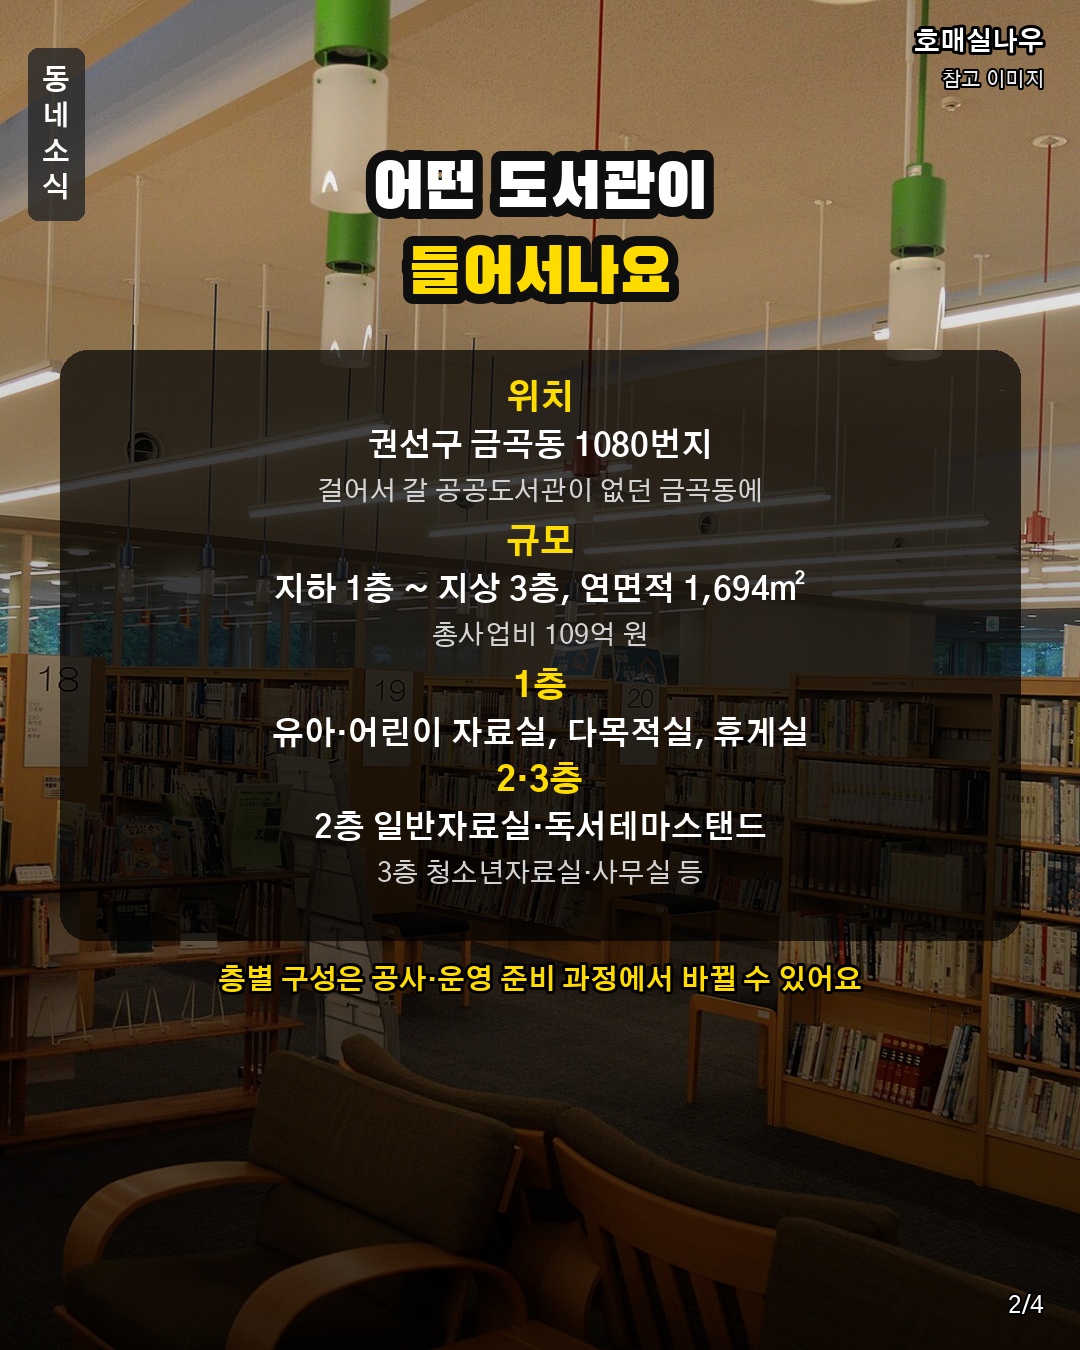 동네소식
호매실나우
참고 이미지
어떤 도서관이
들어서나요
위치
권선구 금곡동 1080번지
걸어서 갈 공공도서관이 없던 금곡동에
규모
지하 1층 ~ 지상 3층, 연면적 1,694㎡
총사업비 109억 원
1층
유아·어린이 자료실, 다목적실, 휴게실
2·3층
2층 일반자료실·독서테마스탠드
3층 청소년자료실·사무실 등
층별 구성은 공사·운영 준비 과정에서 바뀔 수 있어요
18
19
20
RESPECT
2/4